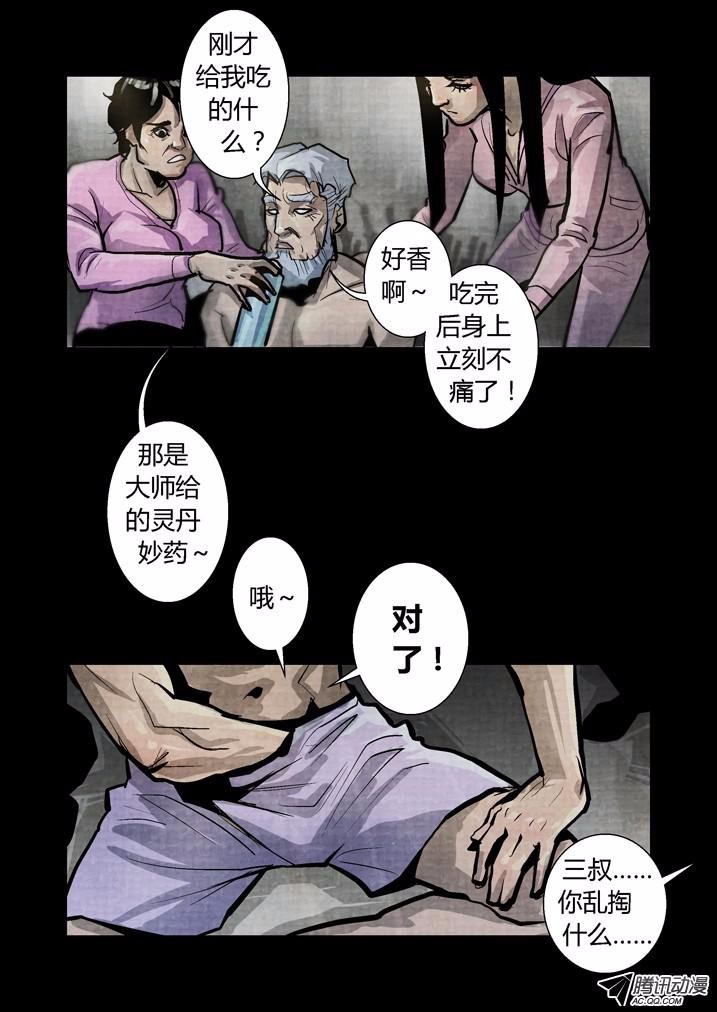 刚才
给我吃
的什
么？
好香
啊～
吃完
后身上
立刻不
痛了！
那是
大师给
的灵丹
妙药～
哦～
对
了！
三叔……
你乱掏
什么……
腾讯动漫
AC.QQ.COM